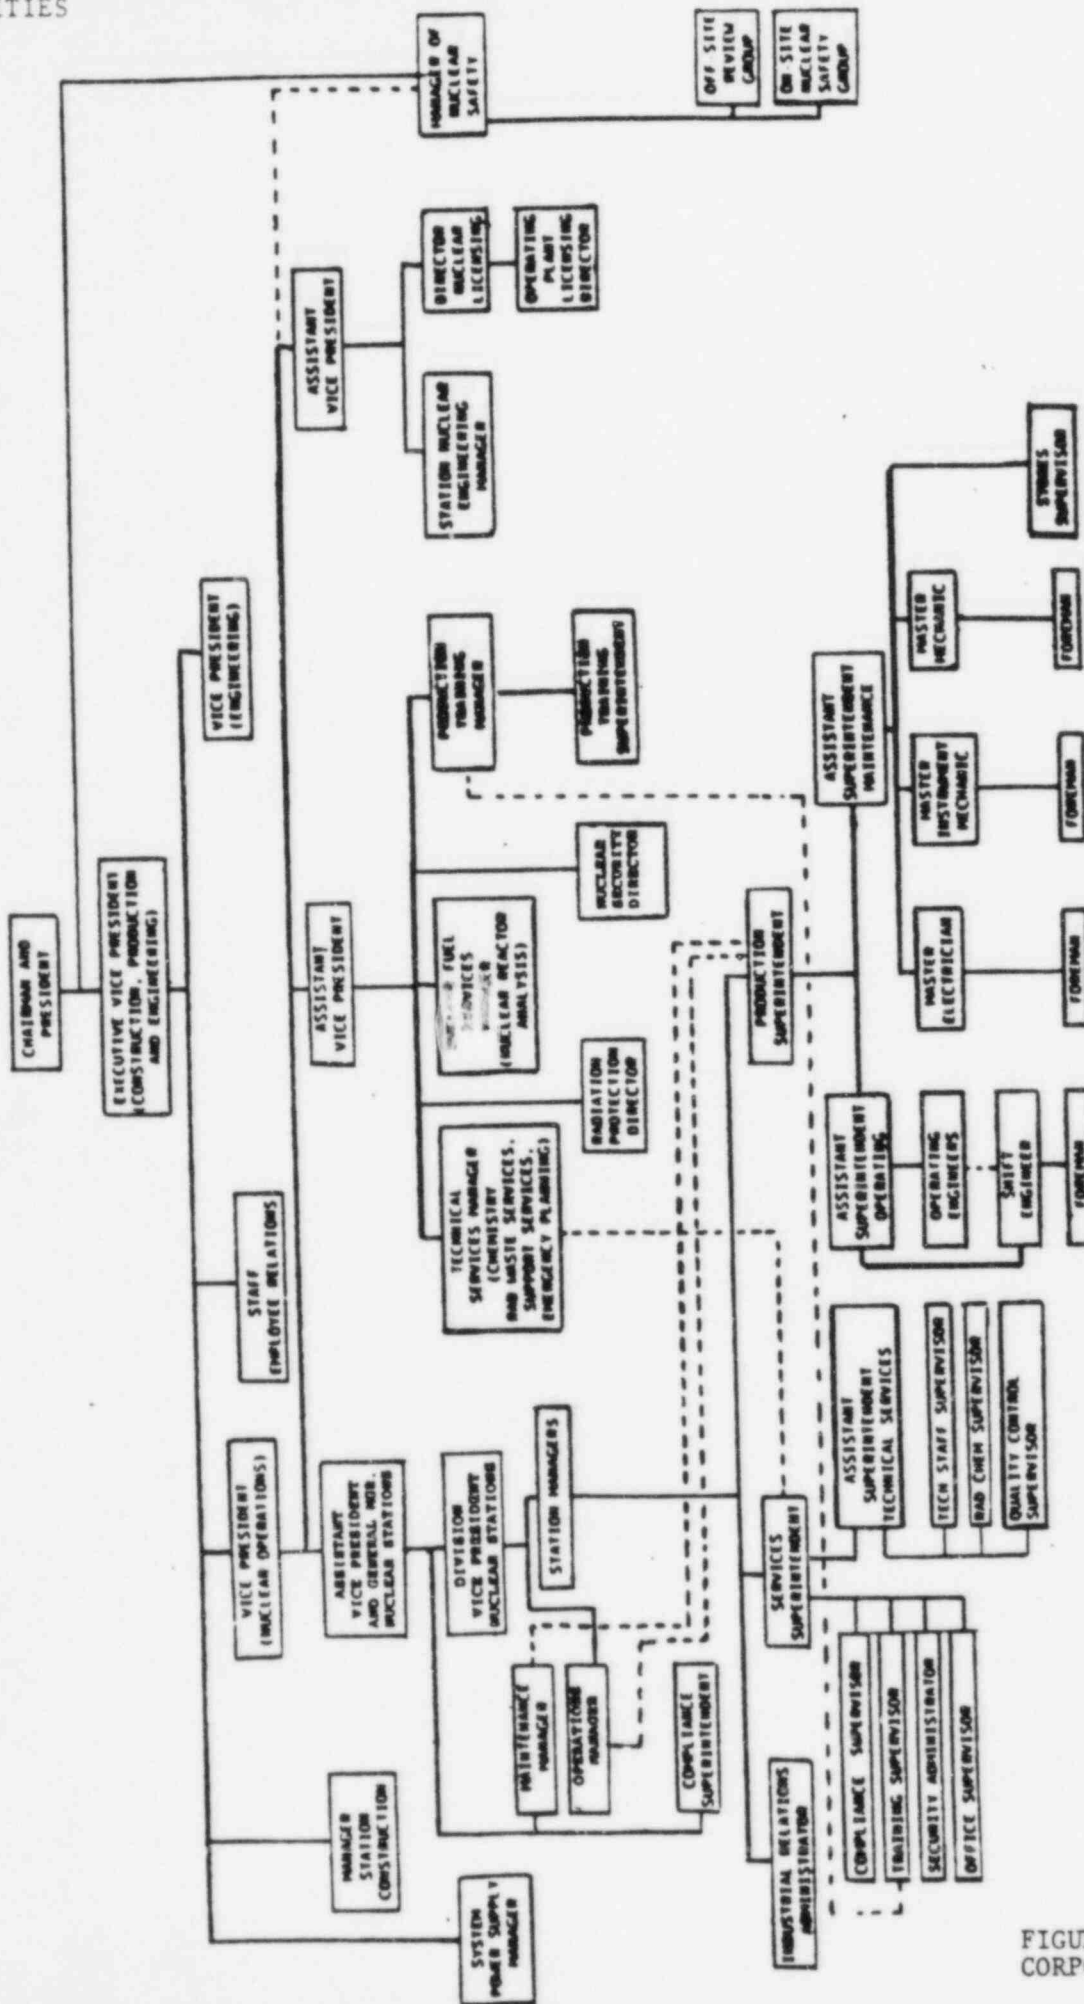 ITIES
CHAIRMAN AND
PRESIDENT
EXECUTIVE VICE PRESIDENT
(CONSTRUCTION, PRODUCTION
AND ENGINEERING)
SYSTEM
POWER SUPPLY
MANAGER
MANAGER
STATION
CONSTRUCTION
VICE PRESIDENT
(NUCLEAR OPERATIONS)
STAFF
EMPLOYEE RELATIONS
VICE PRESIDENT
(ENGINEERING)
MANAGER OF
NUCLEAR
SAFETY
OFF SITE
REVIEW
GROUP
ON-SITE
NUCLEAR
SAFETY
GROUP
ASSISTANT
VICE PRESIDENT
AND GENERAL MGR.
NUCLEAR STATIONS
ASSISTANT
VICE PRESIDENT
ASSISTANT
VICE PRESIDENT
DIVISION
VICE PRESIDENT
NUCLEAR STATIONS
STATION MANAGERS
MAINTENANCE
MANAGER
OPERATIONS
MANAGER
COMPLIANCE
SUPERINTENDENT
TECHNICAL
SERVICES MANAGER
(CHEMISTRY
RAD WASTE SERVICES,
SUPPORT SERVICES,
EMERGENCY PLANNING)
RADIATION
PROTECTION
DIRECTOR
FUEL
(NUCLEAR REACTOR
ANALYSIS)
NUCLEAR
SECURITY
DIRECTOR
PRODUCTION
TRAINING
MANAGER
PRODUCTION
TRAINING
SUPERINTENDENT
STATION NUCLEAR
ENGINEERING
MANAGER
DIRECTOR
NUCLEAR
LICENSING
OPERATING
PLANT
LICENSING
DIRECTOR
INDUSTRIAL RELATIONS
ADMINISTRATOR
SERVICES
SUPERINTENDENT
PRODUCTION
SUPERINTENDENT
COMPLIANCE SUPERVISOR
TRAINING SUPERVISOR
SECURITY ADMINISTRATOR
OFFICE SUPERVISOR
ASSISTANT
SUPERINTENDENT
TECHNICAL SERVICES
TECH STAFF SUPERVISOR
RAD CHEM SUPERVISOR
QUALITY CONTROL
SUPERVISOR
ASSISTANT
SUPERINTENDENT
OPERATING
OPERATING
ENGINEERS
SHIFT
ENGINEER
FOREMAN
ASSISTANT
SUPERINTENDENT
MAINTENANCE
MASTER
ELECTRICIAN
FOREMAN
MASTER
INSTRUMENT
MECHANIC
FOREMAN
MASTER
MECHANIC
FOREMAN
STORES
SUPERVISOR
FIGU
CORP